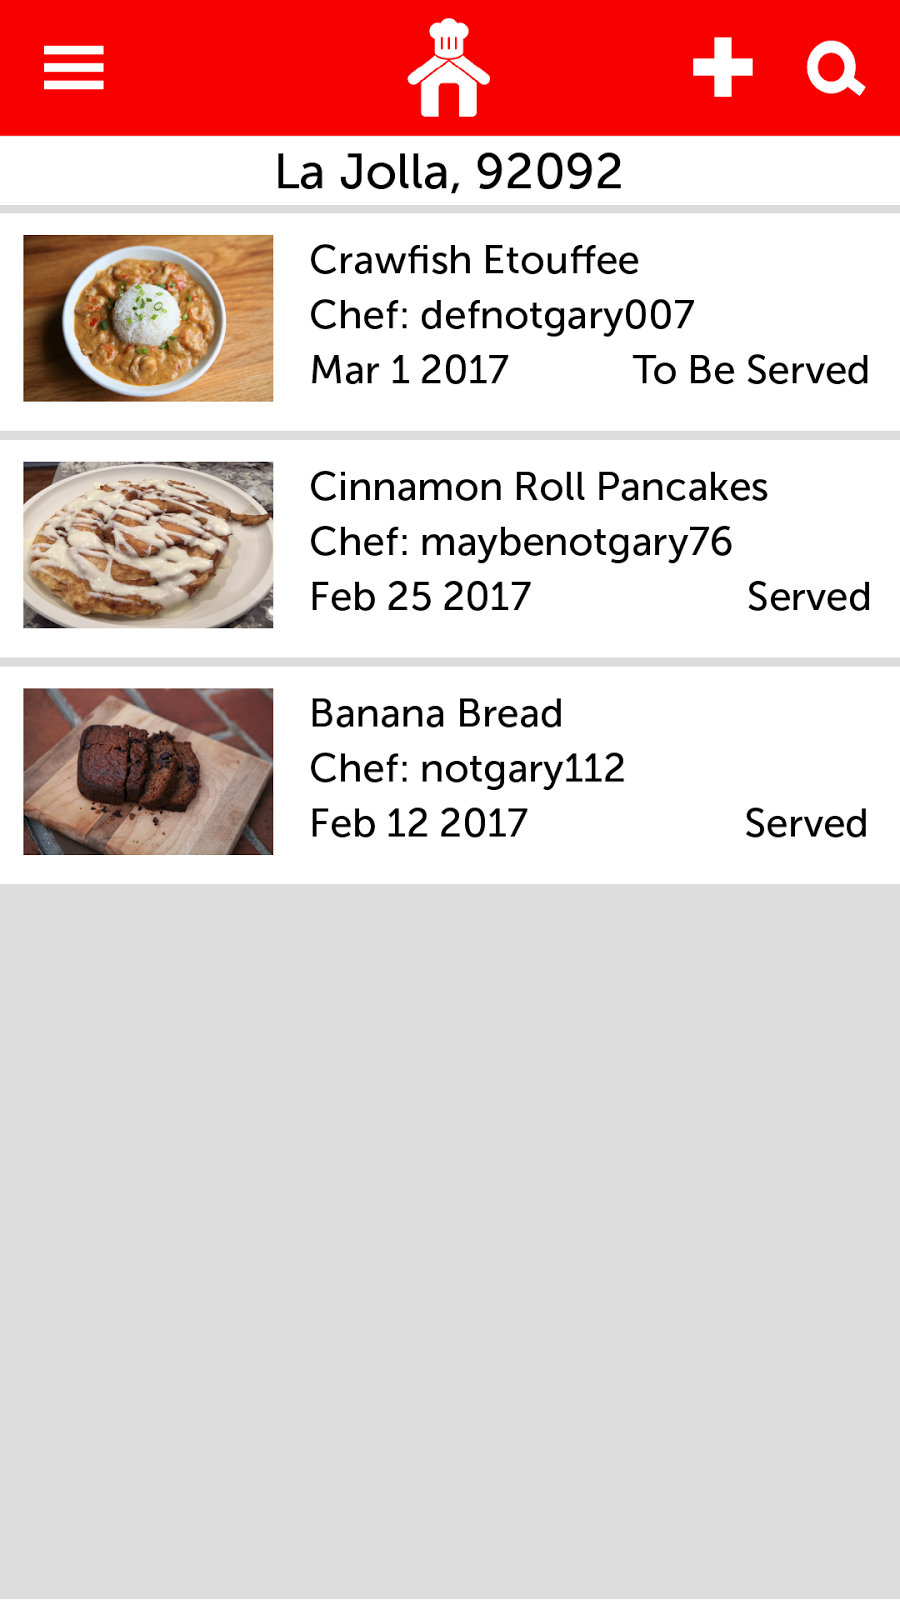 La Jolla, 92092
Crawfish Etouffee
Chef: defnotgary007
Mar 1 2017 To Be Served
Cinnamon Roll Pancakes
Chef: maybenotgary76
Feb 25 2017 Served
Banana Bread
Chef: notgary112
Feb 12 2017 Served